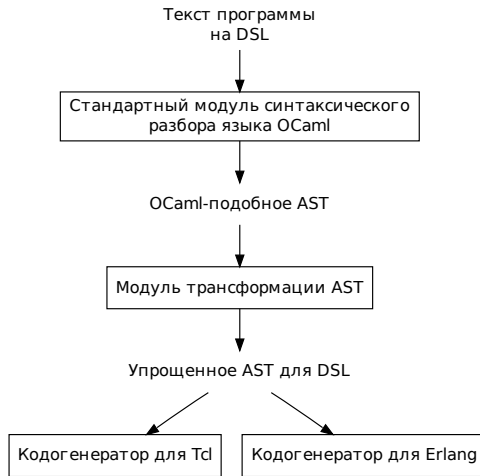 Текст программы
на DSL
Стандартный модуль синтаксического
разбора языка OCaml
OCaml-подобное AST
Модуль трансформации AST
Упрощенное AST для DSL
Кодогенератор для Tcl
Кодогенератор для Erlang